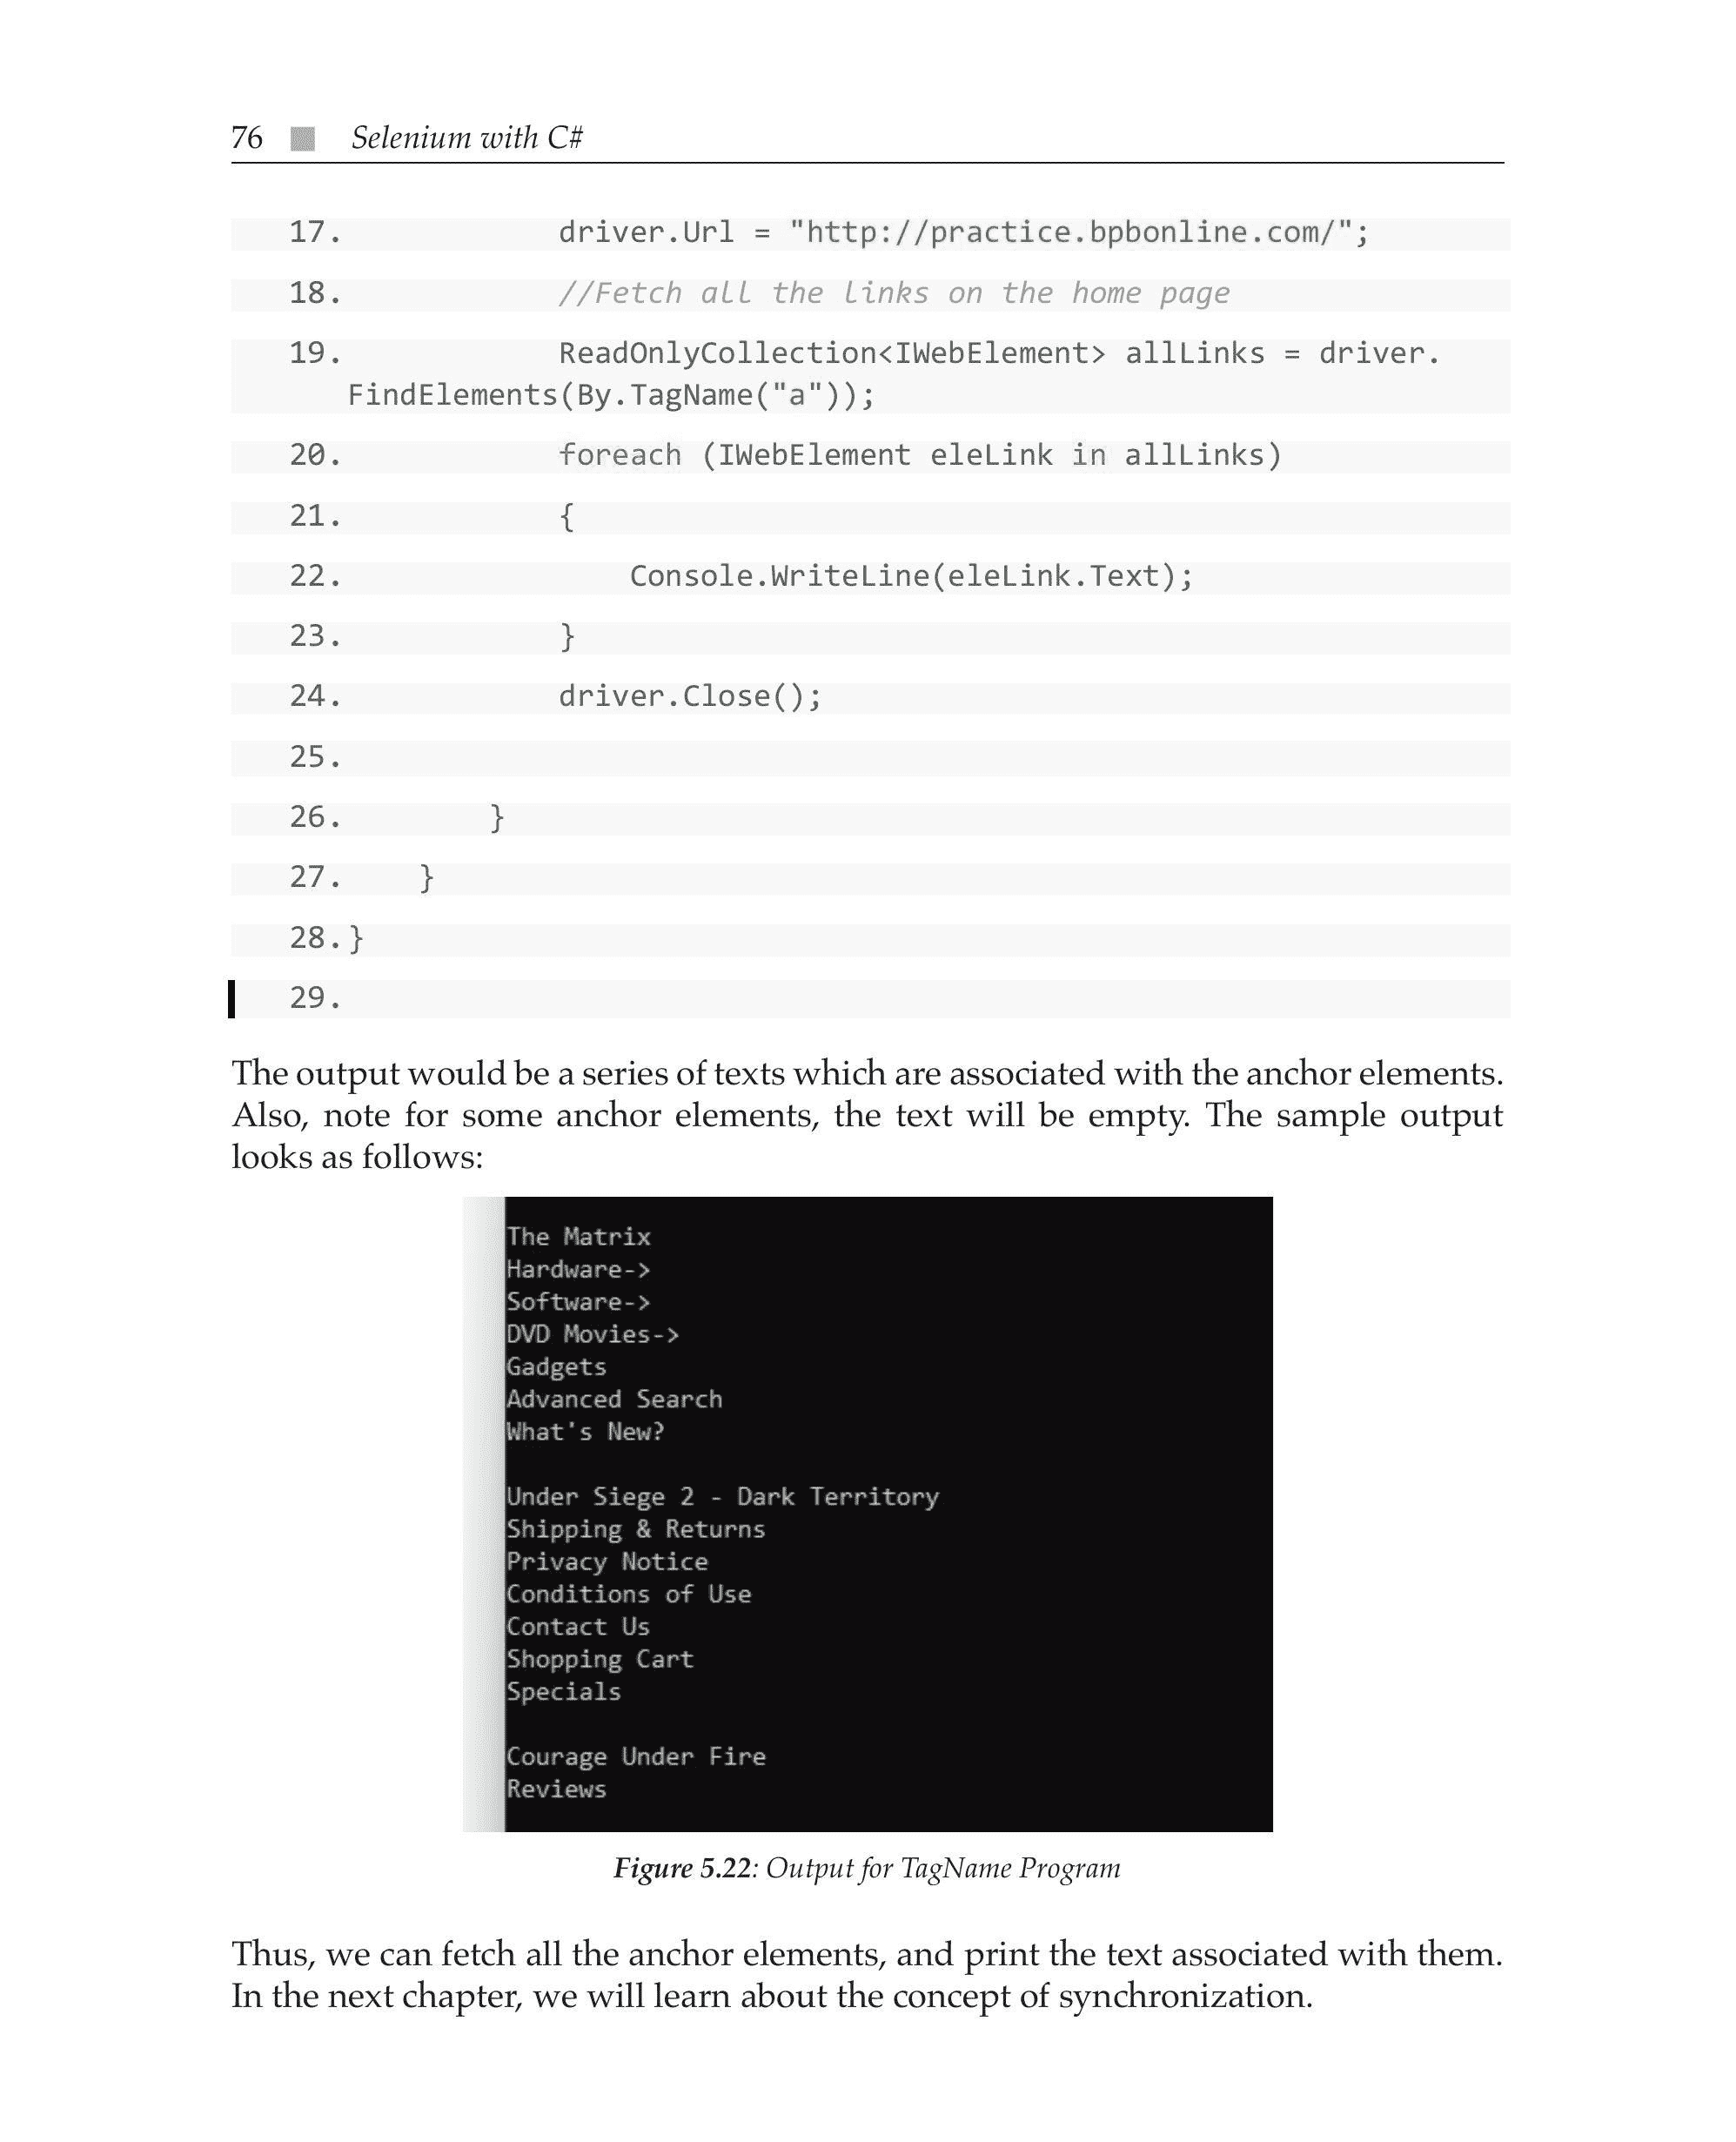 76 Selenium with C#
17. driver.Url = "http://practice.bpbonline.com/";
18. //Fetch all the links on the home page
19. ReadOnlyCollection<IWebElement> allLinks = driver.
FindElements(By.TagName("a"));
20. foreach (IWebElement eleLink in allLinks)
21. {
22. Console.WriteLine(eleLink.Text);
23. }
24. driver.Close();
25.
26. }
27. }
28. }
29.
The output would be a series of texts which are associated with the anchor elements.
Also, note for some anchor elements, the text will be empty. The sample output
looks as follows:
The Matrix
Hardware->
Software->
DVD Movies->
Gadgets
Advanced Search
What's New?
Under Siege 2 - Dark Territory
Shipping & Returns
Privacy Notice
Conditions of Use
Contact Us
Shopping Cart
Specials
Courage Under Fire
Reviews
Figure 5.22: Output for TagName Program
Thus, we can fetch all the anchor elements, and print the text associated with them.
In the next chapter, we will learn about the concept of synchronization.